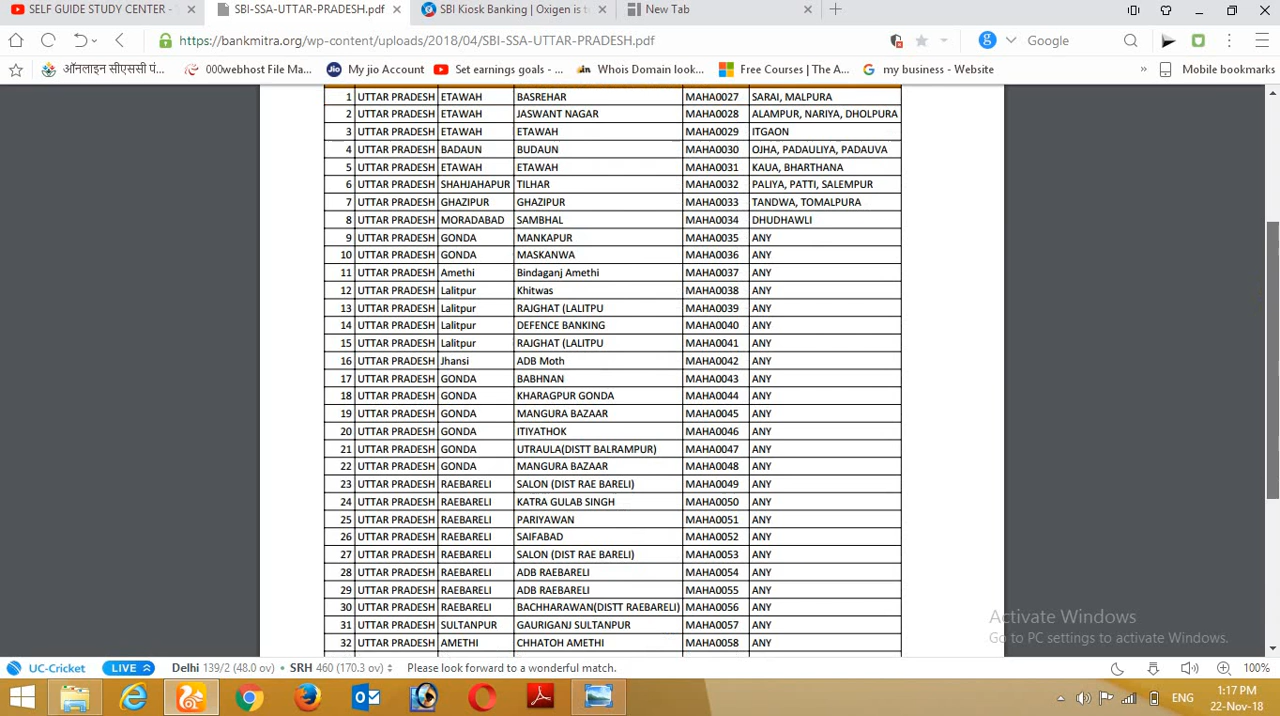 SELF GUIDE STUDY CENTER -
SBI-SSA-UTTAR-PRADESH.pdf
SBI Kiosk Banking | Oxigen is t
New Tab
https://bankmitra.org/wp-content/uploads/2018/04/SBI-SSA-UTTAR-PRADESH.pdf
Google
ऑनलाइन सीएससी पं...
000webhost File Ma...
My jio Account
Set earnings goals - ...
Whois Domain look...
Free Courses | The A...
my business - Website
Mobile bookmarks
1 UTTAR PRADESH ETAWAH BASREHAR MAHA0027 SARAI, MALPURA
2 UTTAR PRADESH ETAWAH JASWANT NAGAR MAHA0028 ALAMPUR, NARIYA, DHOLPURA
3 UTTAR PRADESH ETAWAH ETAWAH MAHA0029 ITGAON
4 UTTAR PRADESH BADAUN BUDAUN MAHA0030 OJHA, PADAULIYA, PADAUVA
5 UTTAR PRADESH ETAWAH ETAWAH MAHA0031 KAUA, BHARTHANA
6 UTTAR PRADESH SHAHJAHAPUR TILHAR MAHA0032 PALIYA, PATTI, SALEMPUR
7 UTTAR PRADESH GHAZIPUR GHAZIPUR MAHA0033 TANDWA, TOMALPURA
8 UTTAR PRADESH MORADABAD SAMBHAL MAHA0034 DHUDHAWLI
9 UTTAR PRADESH GONDA MANKAPUR MAHA0035 ANY
10 UTTAR PRADESH GONDA MASKANWA MAHA0036 ANY
11 UTTAR PRADESH Amethi Bindaganj Amethi MAHA0037 ANY
12 UTTAR PRADESH Lalitpur Khitwas MAHA0038 ANY
13 UTTAR PRADESH Lalitpur RAJGHAT (LALITPU MAHA0039 ANY
14 UTTAR PRADESH Lalitpur DEFENCE BANKING MAHA0040 ANY
15 UTTAR PRADESH Lalitpur RAJGHAT (LALITPU MAHA0041 ANY
16 UTTAR PRADESH Jhansi ADB Moth MAHA0042 ANY
17 UTTAR PRADESH GONDA BABHNAN MAHA0043 ANY
18 UTTAR PRADESH GONDA KHARAGPUR GONDA MAHA0044 ANY
19 UTTAR PRADESH GONDA MANGURA BAZAAR MAHA0045 ANY
20 UTTAR PRADESH GONDA ITIYATHOK MAHA0046 ANY
21 UTTAR PRADESH GONDA UTRAULA(DISTT BALRAMPUR) MAHA0047 ANY
22 UTTAR PRADESH GONDA MANGURA BAZAAR MAHA0048 ANY
23 UTTAR PRADESH RAEBARELI SALON (DIST RAE BARELI) MAHA0049 ANY
24 UTTAR PRADESH RAEBARELI KATRA GULAB SINGH MAHA0050 ANY
25 UTTAR PRADESH RAEBARELI PARIYAWAN MAHA0051 ANY
26 UTTAR PRADESH RAEBARELI SAIFABAD MAHA0052 ANY
27 UTTAR PRADESH RAEBARELI SALON (DIST RAE BARELI) MAHA0053 ANY
28 UTTAR PRADESH RAEBARELI ADB RAEBARELI MAHA0054 ANY
29 UTTAR PRADESH RAEBARELI ADB RAEBARELI MAHA0055 ANY
30 UTTAR PRADESH RAEBARELI BACHHARAWAN(DISTT RAEBARELI) MAHA0056 ANY
31 UTTAR PRADESH SULTANPUR GAURIGANJ SULTANPUR MAHA0057 ANY
32 UTTAR PRADESH AMETHI CHHATOH AMETHI MAHA0058 ANY
Activate Windows
Go to PC settings to activate Windows.
UC-Cricket LIVE Delhi 139/2 (48.0 ov) • SRH 460 (170.3 ov) Please look forward to a wonderful match. 100%
ENG
1:17 PM
22-Nov-18